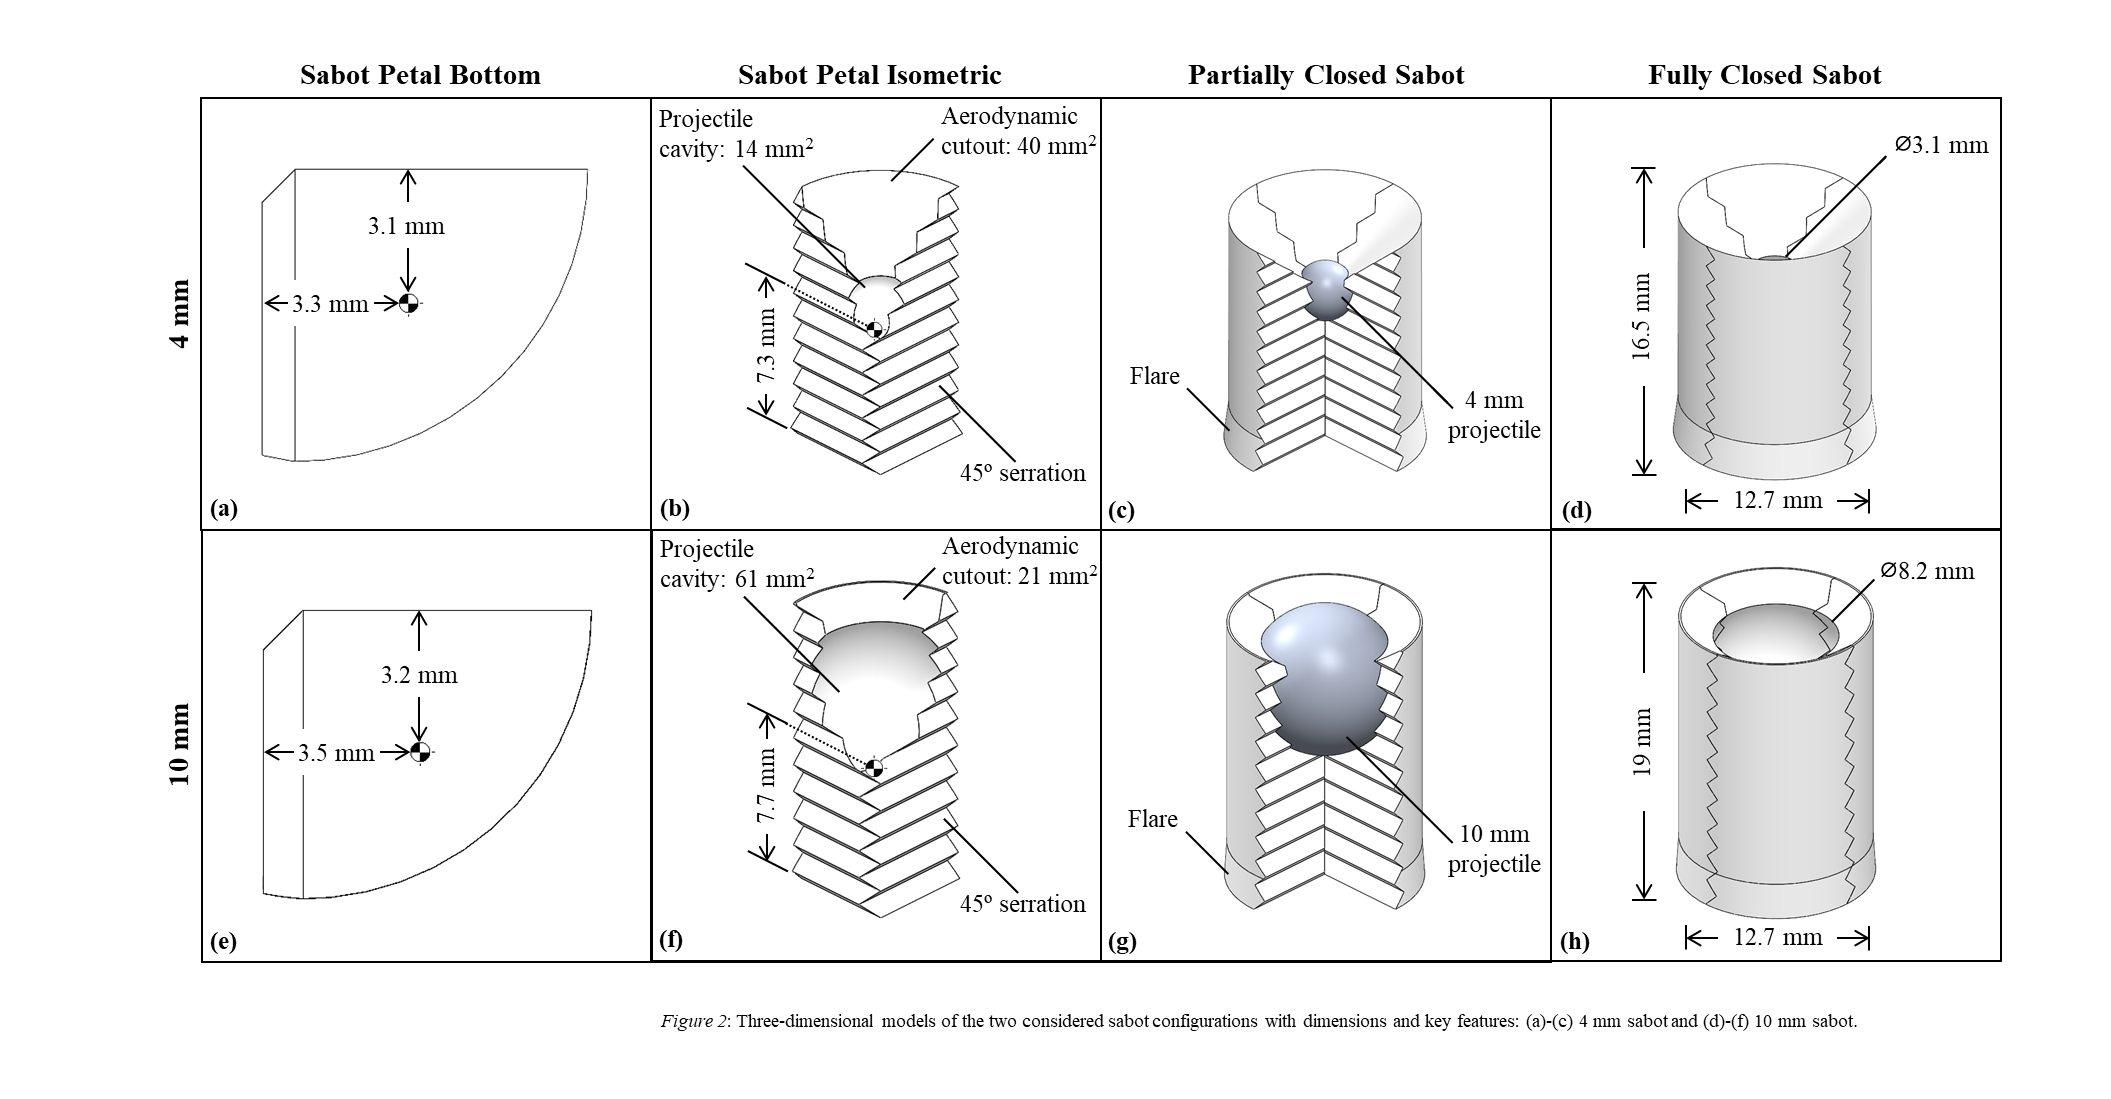 Sabot Petal Bottom
Sabot Petal Isometric
Partially Closed Sabot
Fully Closed Sabot
4 mm
3.1 mm
3.3 mm
(a)
Projectile
cavity: 14 mm²
Aerodynamic
cutout: 40 mm²
7.3 mm
45º serration
(b)
Flare
4 mm
projectile
(c)
∅3.1 mm
16.5 mm
12.7 mm
(d)
10 mm
3.2 mm
3.5 mm
(e)
Projectile
cavity: 61 mm²
Aerodynamic
cutout: 21 mm²
7.7 mm
45º serration
(f)
Flare
10 mm
projectile
(g)
∅8.2 mm
19 mm
12.7 mm
(h)
Figure 2: Three-dimensional models of the two considered sabot configurations with dimensions and key features: (a)-(c) 4 mm sabot and (d)-(f) 10 mm sabot.